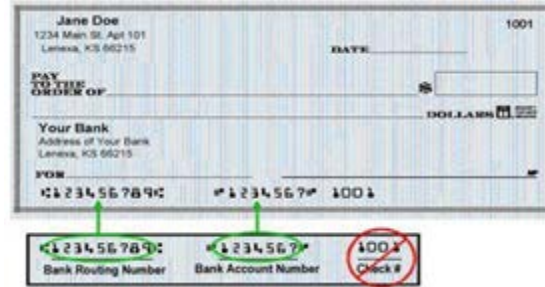 Jane Doe
1234 Main St. Apt 101
Lenexa, KS 66215
1001
DATE
PAY
TO THE
ORDER OF
$
DOLLARS
Your Bank
Address of Your Bank
Lenexa, KS 66215
FOR
⑆123456789⑆ ⑈1234567⑈ 1001
⑆123456789⑆ ⑈1234567⑈ 1001
Bank Routing Number Bank Account Number Check #